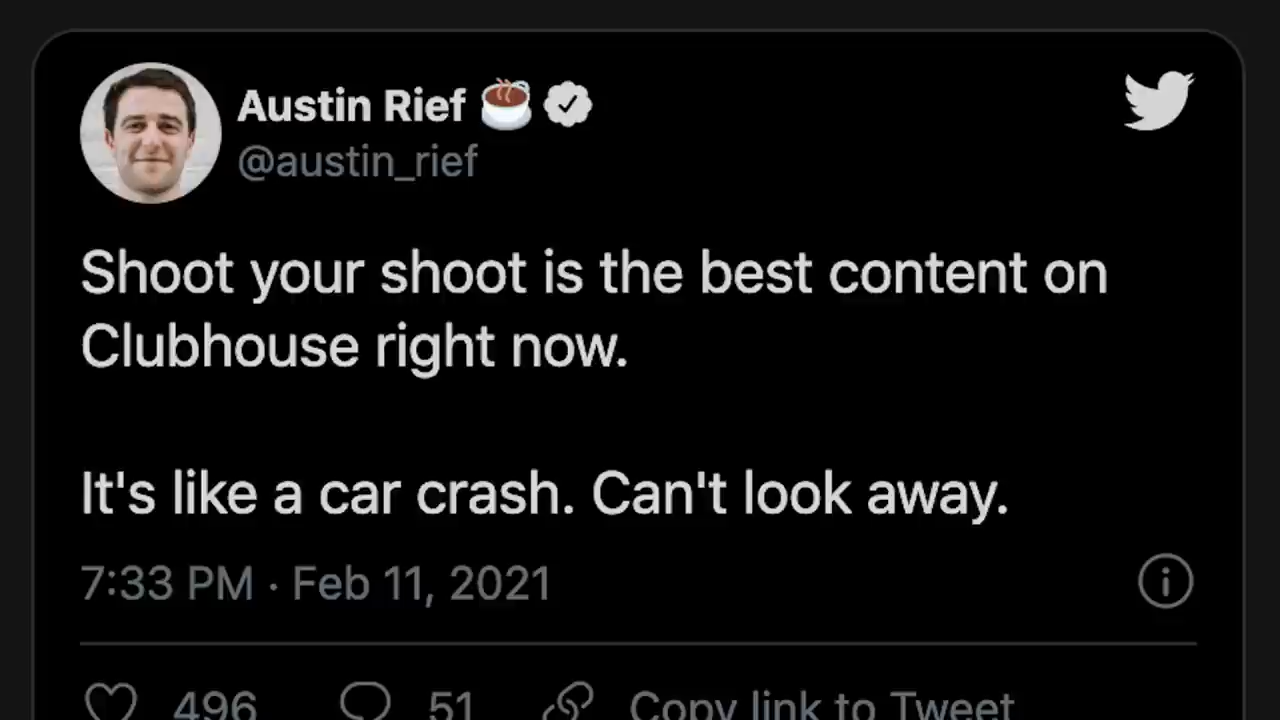 Austin Rief ☕
@austin_rief
Shoot your shoot is the best content on
Clubhouse right now.
It's like a car crash. Can't look away.
7:33 PM · Feb 11, 2021
496 51 Copy link to Tweet